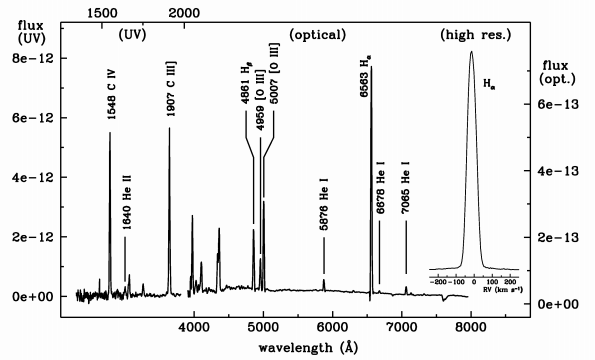 1500 2000
flux
(UV)
(UV)
(optical)
(high res.)
flux
(opt.)
8e−12
6e−12
4e−12
2e−12
0e+00
1548 C IV
1640 He II
1907 C III]
4861 Hβ
4959 [O III]
5007 [O III]
5876 He I
6563 Hα
6678 He I
7065 He I
Hα
−200 −100 0 100 200
RV (km s⁻¹)
6e−13
4e−13
2e−13
0e+00
4000 5000 6000 7000 8000
wavelength (Å)